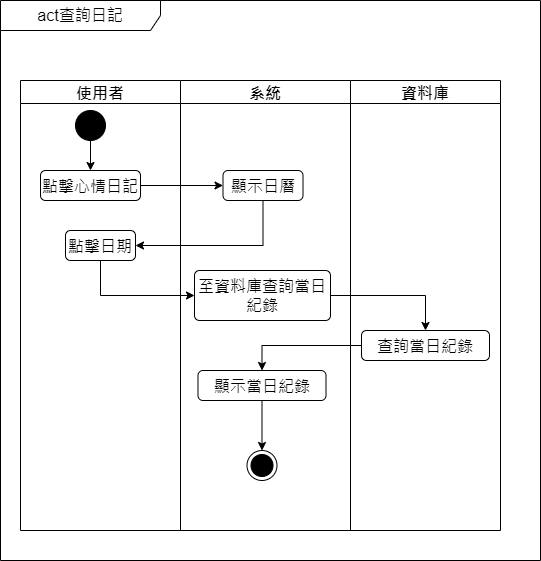 act查詢日記
使用者
系統
資料庫
點擊心情日記
顯示日曆
點擊日期
至資料庫查詢當日
紀錄
查詢當日紀錄
顯示當日紀錄